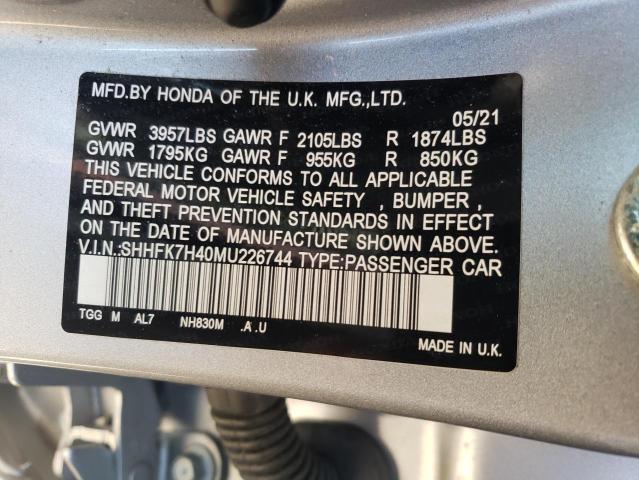 MFD.BY HONDA OF THE U.K. MFG.,LTD.
05/21
GVWR 3957LBS GAWR F 2105LBS R 1874LBS
GVWR 1795KG GAWR F 955KG R 850KG
THIS VEHICLE CONFORMS TO ALL APPLICABLE
FEDERAL MOTOR VEHICLE SAFETY , BUMPER ,
AND THEFT PREVENTION STANDARDS IN EFFECT
ON THE DATE OF MANUFACTURE SHOWN ABOVE.
V.I.N.:SHHFK7H40MU226744 TYPE:PASSENGER CAR
TGG M AL7 NH830M .A .U
MADE IN U.K.